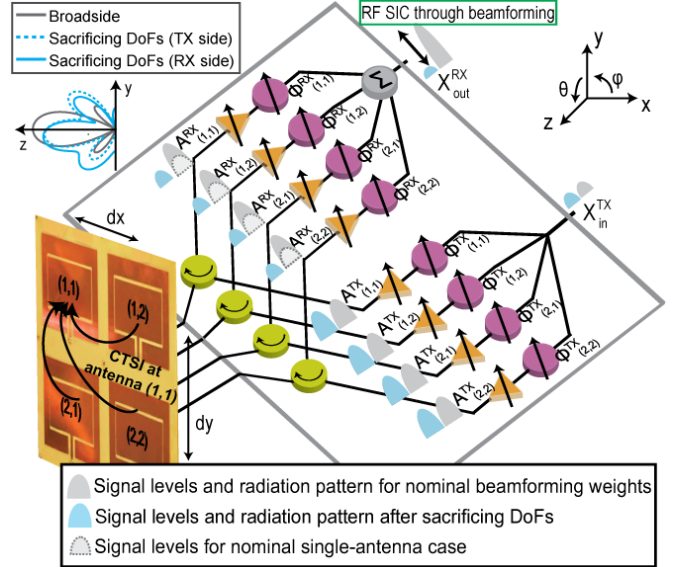 Broadside
Sacrificing DoFs (TX side)
Sacrificing DoFs (RX side)
RF SIC through beamforming
y
z
X^RX_out
Σ
y
θ
φ
x
z
Φ^RX_(1,1)
Φ^RX_(1,2)
Φ^RX_(2,1)
Φ^RX_(2,2)
A^RX_(1,1)
A^RX_(1,2)
A^RX_(2,1)
A^RX_(2,2)
X^TX_in
Φ^TX_(1,1)
Φ^TX_(1,2)
Φ^TX_(2,1)
Φ^TX_(2,2)
A^TX_(1,1)
A^TX_(1,2)
A^TX_(2,1)
A^TX_(2,2)
dx
(1,1)
(1,2)
CTSI at
antenna (1,1)
(2,1)
(2,2)
dy
Signal levels and radiation pattern for nominal beamforming weights
Signal levels and radiation pattern after sacrificing DoFs
Signal levels for nominal single-antenna case